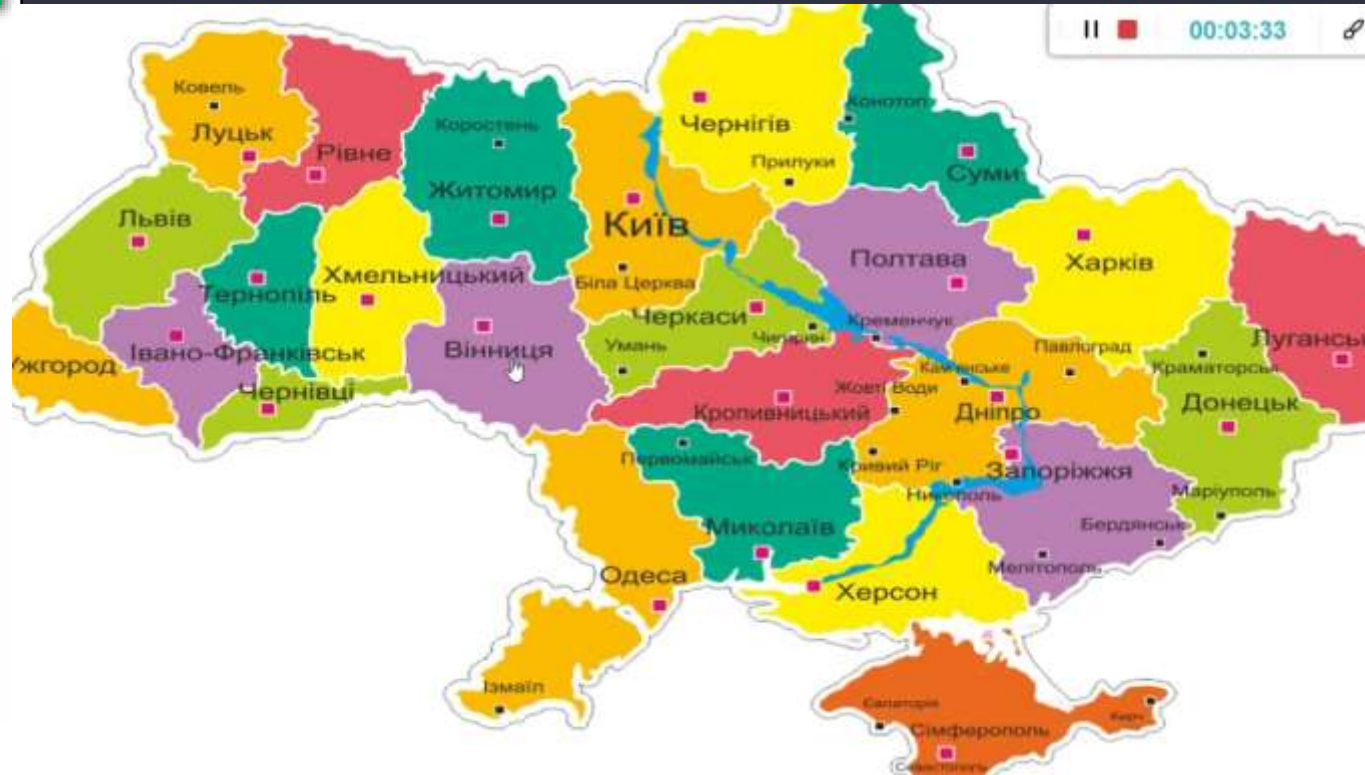 00:03:33
Ковель
Луцьк
Рівне
Коростень
Житомир
Київ
Біла Церква
Чернігів
Прилуки
Конотоп
Суми
Львів
Тернопіль
Хмельницький
Вінниця
Івано-Франківськ
Ужгород
Чернівці
Черкаси
Умань
Чигирин
Полтава
Кременчук
Харків
Луганськ
Краматорськ
Донецьк
Маріуполь
Павлоград
Кам'янське
Жовті Води
Дніпро
Кропивницький
Кривий Ріг
Нікополь
Запоріжжя
Бердянськ
Мелітополь
Первомайськ
Миколаїв
Одеса
Херсон
Ізмаїл
Євпаторія
Керч
Сімферополь
Севастополь